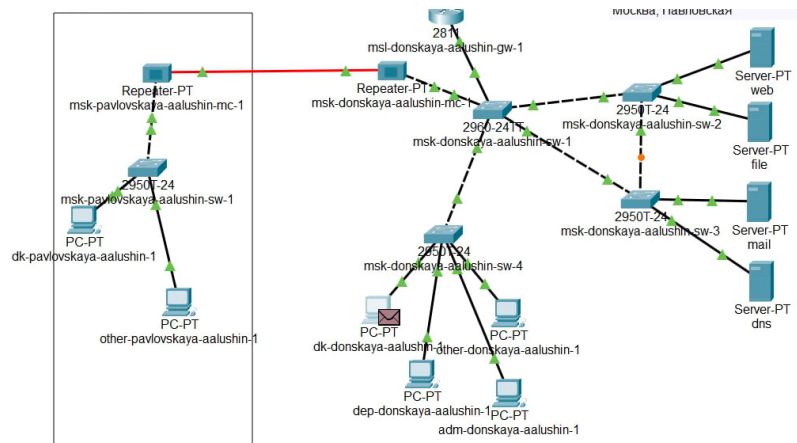 Москва, Павловская
2811
msl-donskaya-aalushin-gw-1
Repeater-PT
msk-pavlovskaya-aalushin-mc-1
Repeater-PT
msk-donskaya-aalushin-mc-1
2960-24TT
msk-donskaya-aalushin-sw-1
2950T-24
msk-donskaya-aalushin-sw-2
Server-PT
web
Server-PT
file
2950T-24
msk-pavlovskaya-aalushin-sw-1
PC-PT
dk-pavlovskaya-aalushin-1
2950T-24
msk-donskaya-aalushin-sw-3
Server-PT
mail
2950T-24
msk-donskaya-aalushin-sw-4
Server-PT
dns
PC-PT
other-pavlovskaya-aalushin-1
PC-PT
dk-donskaya-aalushin-1
PC-PT
other-donskaya-aalushin-1
PC-PT
dep-donskaya-aalushin-1
PC-PT
adm-donskaya-aalushin-1